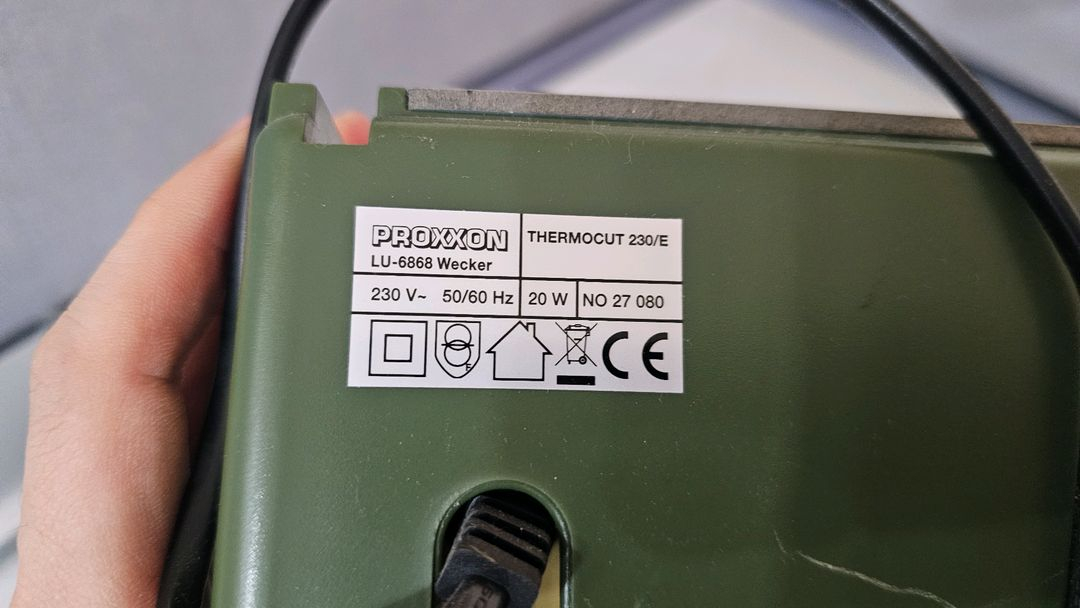 PROXXON
LU-6868 Wecker
THERMOCUT 230/E
230 V~ 50/60 Hz
20 W
NO 27 080
F
CE